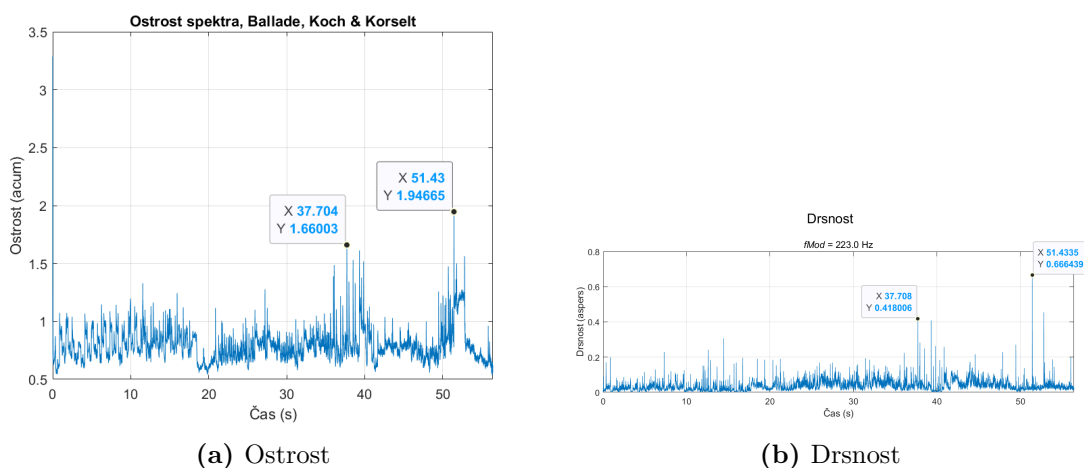 Ostrost spektra, Ballade, Koch & Korselt
3.5
3
2.5
2
1.5
1
0.5
Ostrost (acum)
X 37.704
Y 1.66003
X 51.43
Y 1.94665
0 10 20 30 40 50
Čas (s)
(a) Ostrost
Drsnost
fMod = 223.0 Hz
0.8
0.6
0.4
0.2
0
Drsnost (aspers)
X 37.708
Y 0.418006
X 51.4335
Y 0.666439
0 10 20 30 40 50
Čas (s)
(b) Drsnost